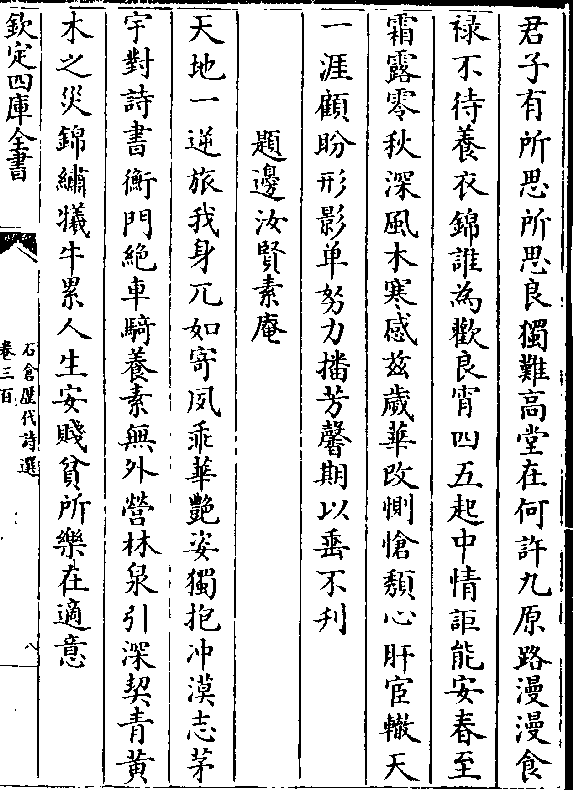 君子有所思所思良獨難高堂在何許九原路漫漫食
祿不待養衣錦誰為歡良宵四五起中情詎能安春至
霜露零秋深風木寒感兹歲華改惻愴頽心肝宦轍天
一涯顧盼形影单努力播芳馨期以垂不刋
題邊汝賢素庵
天地一逆旅我身兀如寄夙乖華艷姿獨抱冲漠志茅
宇對詩書衡門絶車騎養素無外營林泉引深契青黄
木之災錦繡犧牛累人生安賤貧所樂在適意
欽定四庫全書
石倉歷代詩選
卷三百
八